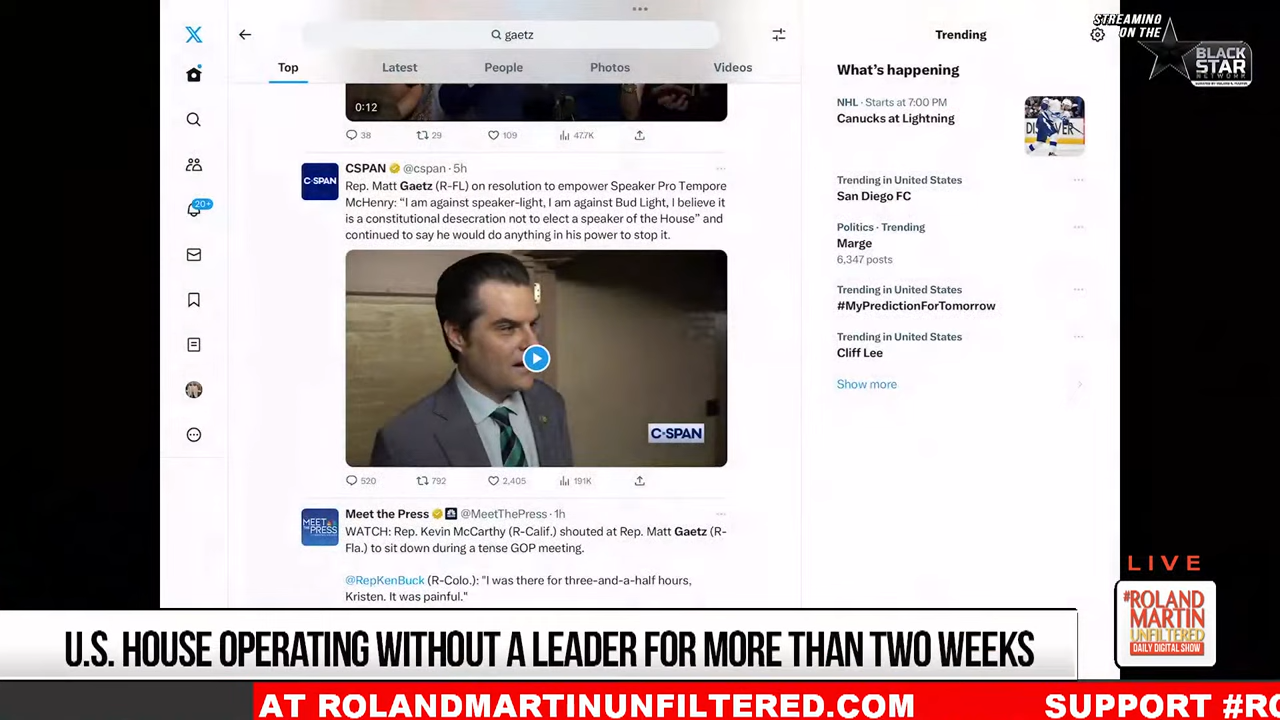 gaetz
Trending
STREAMING
ON THE
BLACK
STAR
NETWORK
Top
Latest
People
Photos
Videos
What's happening
0:12
38
29
109
47.7K
NHL · Starts at 7:00 PM
Canucks at Lightning
CSPAN @cspan · 5h
C-SPAN
Rep. Matt Gaetz (R-FL) on resolution to empower Speaker Pro Tempore
McHenry: “I am against speaker-light, I am against Bud Light, I believe it
is a constitutional desecration not to elect a speaker of the House” and
continued to say he would do anything in his power to stop it.
20+
Trending in United States
San Diego FC
Politics · Trending
Marge
6,347 posts
Trending in United States
#MyPredictionForTomorrow
Trending in United States
Cliff Lee
Show more
C-SPAN
520
792
2,405
191K
MEET THE
PRESS
Meet the Press @MeetThePress · 1h
WATCH: Rep. Kevin McCarthy (R-Calif.) shouted at Rep. Matt Gaetz (R-
Fla.) to sit down during a tense GOP meeting.
@RepKenBuck (R-Colo.): "I was there for three-and-a-half hours,
Kristen. It was painful."
LIVE
#ROLAND
MARTIN
UNFILTERED
DAILY DIGITAL SHOW
U.S. HOUSE OPERATING WITHOUT A LEADER FOR MORE THAN TWO WEEKS
AT ROLANDMARTINUNFILTERED.COM
SUPPORT #RO